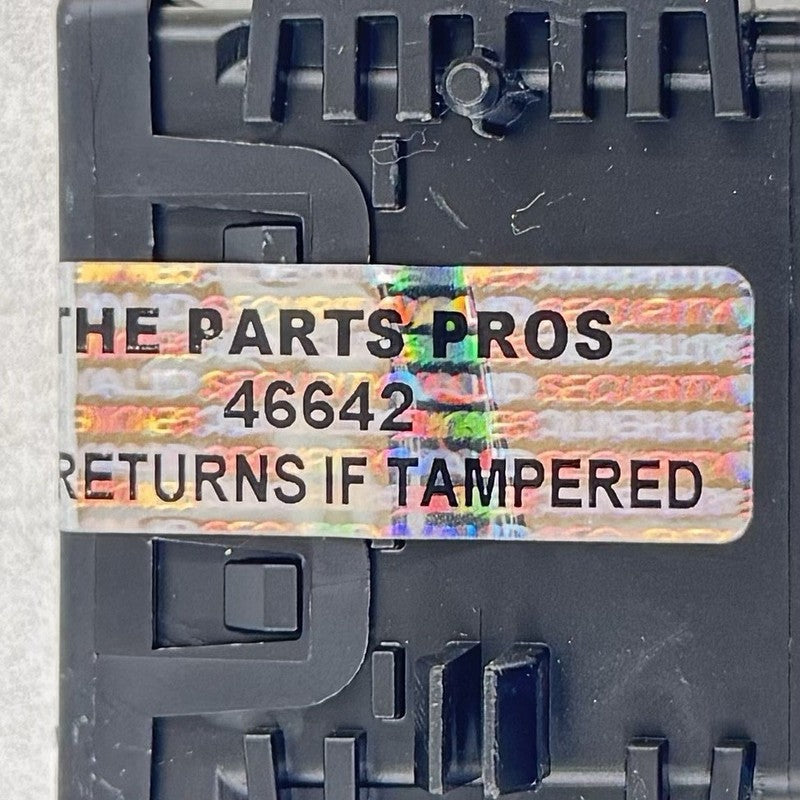 THE PARTS PROS
46642
RETURNS IF TAMPERED